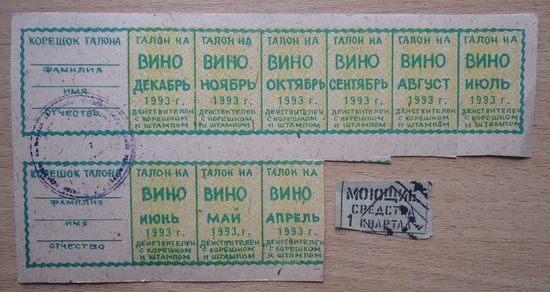 КОРЕШОК ТАЛОНА
ФАМИЛИЯ
ИМЯ
ОТЧЕСТВО
ТАЛОН НА
ВИНО
ДЕКАБРЬ
1993 г.
ДЕЙСТВИТЕЛЕН
С КОРЕШКОМ
И ШТАМПОМ
ТАЛОН НА
ВИНО
НОЯБРЬ
1993 г.
ДЕЙСТВИТЕЛЕН
С КОРЕШКОМ
И ШТАМПОМ
ТАЛОН НА
ВИНО
ОКТЯБРЬ
1993 г.
ДЕЙСТВИТЕЛЕН
С КОРЕШКОМ
И ШТАМПОМ
ТАЛОН НА
ВИНО
СЕНТЯБРЬ
1993 г.
ДЕЙСТВИТЕЛЕН
С КОРЕШКОМ
И ШТАМПОМ
ТАЛОН НА
ВИНО
АВГУСТ
1993 г.
ДЕЙСТВИТЕЛЕН
С КОРЕШКОМ
И ШТАМПОМ
ТАЛОН НА
ВИНО
ИЮЛЬ
1993 г.
ДЕЙСТВИТЕЛЕН
С КОРЕШКОМ
И ШТАМПОМ
КОРЕШОК ТАЛОНА
ФАМИЛИЯ
ИМЯ
ОТЧЕСТВО
ТАЛОН НА
ВИНО
ИЮНЬ
1993 г.
ДЕЙСТВИТЕЛЕН
С КОРЕШКОМ
И ШТАМПОМ
ТАЛОН НА
ВИНО
МАЙ
1993 г.
ДЕЙСТВИТЕЛЕН
С КОРЕШКОМ
И ШТАМПОМ
ТАЛОН НА
ВИНО
АПРЕЛЬ
1993 г.
ДЕЙСТВИТЕЛЕН
С КОРЕШКОМ
И ШТАМПОМ
МОЮЩИЕ
СРЕДСТВА
1 КВАРТАЛ